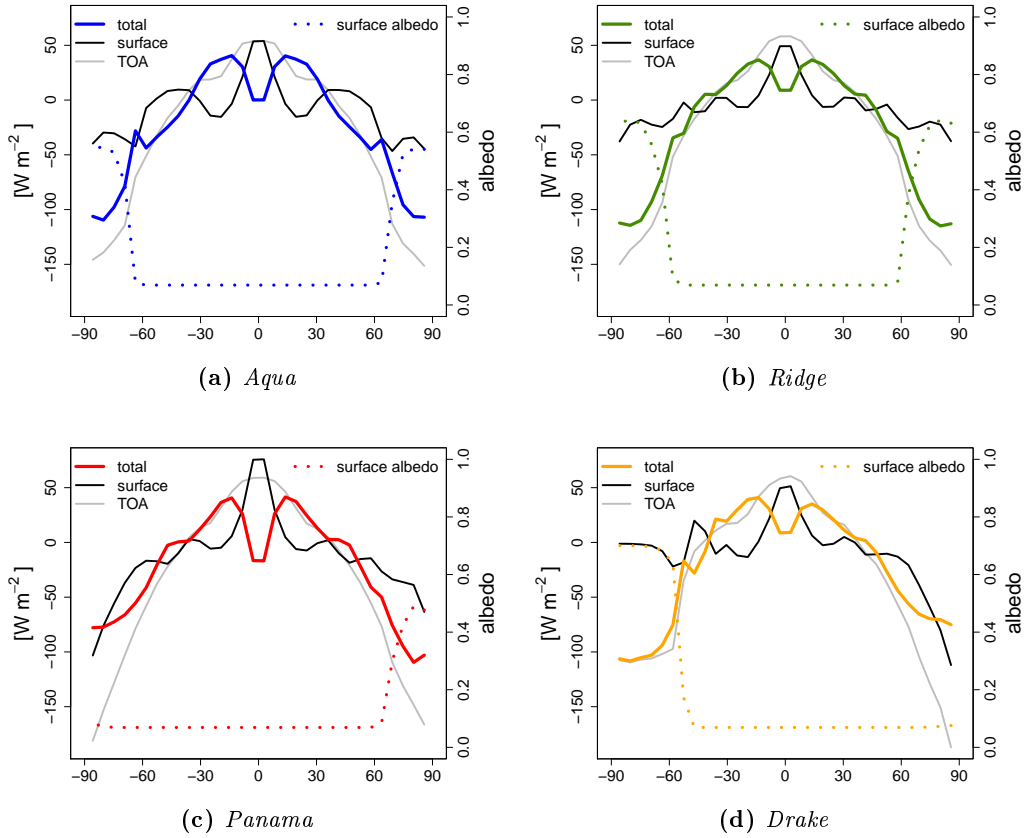 total surface albedo
surface
TOA
[W m−2 ]
50
0
−50
−100
−150
albedo
1.0
0.8
0.6
0.4
0.2
0.0
−90 −60 −30 0 30 60 90
(a) Aqua
total surface albedo
surface
TOA
[W m−2 ]
50
0
−50
−100
−150
albedo
1.0
0.8
0.6
0.4
0.2
0.0
−90 −60 −30 0 30 60 90
(b) Ridge
total surface albedo
surface
TOA
[W m−2 ]
50
0
−50
−100
−150
albedo
1.0
0.8
0.6
0.4
0.2
0.0
−90 −60 −30 0 30 60 90
(c) Panama
total surface albedo
surface
TOA
[W m−2 ]
50
0
−50
−100
−150
albedo
1.0
0.8
0.6
0.4
0.2
0.0
−90 −60 −30 0 30 60 90
(d) Drake